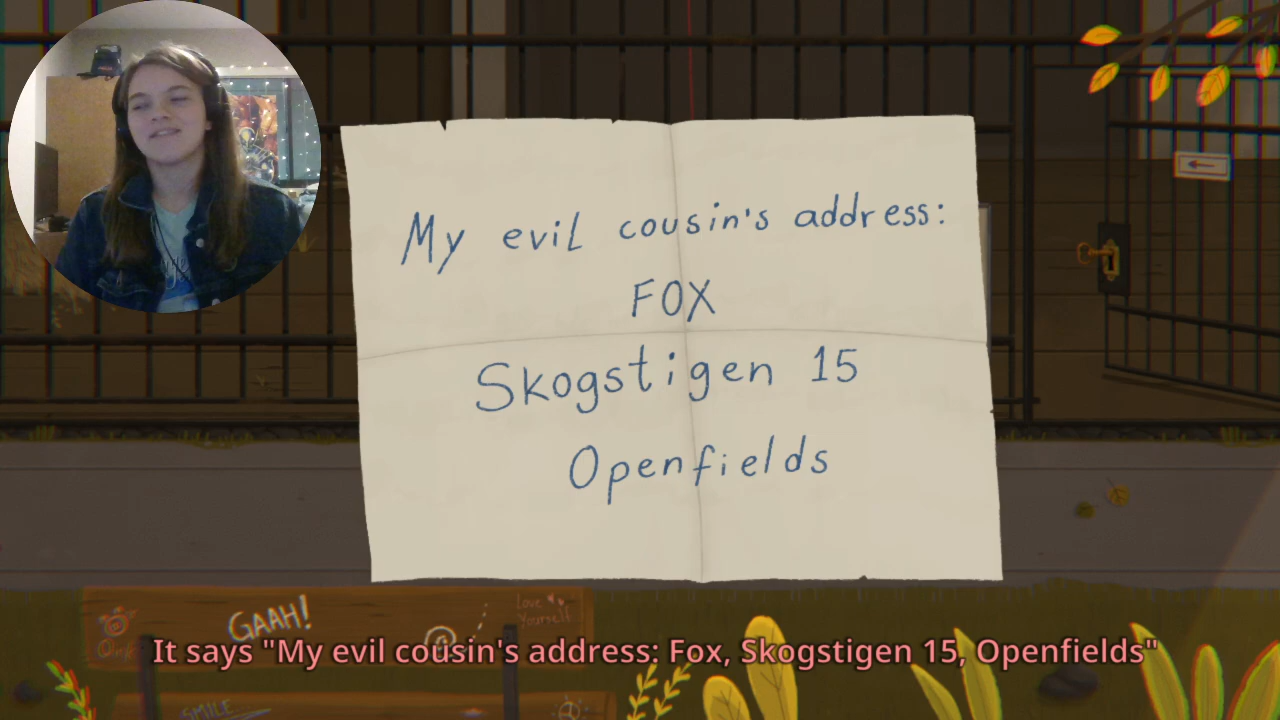 My evil cousin's address:
FOX
Skogstigen 15
Openfields
GAAH!
Love
Yourself
Oink
It says "My evil cousin's address: Fox, Skogstigen 15, Openfields"
SMILE...